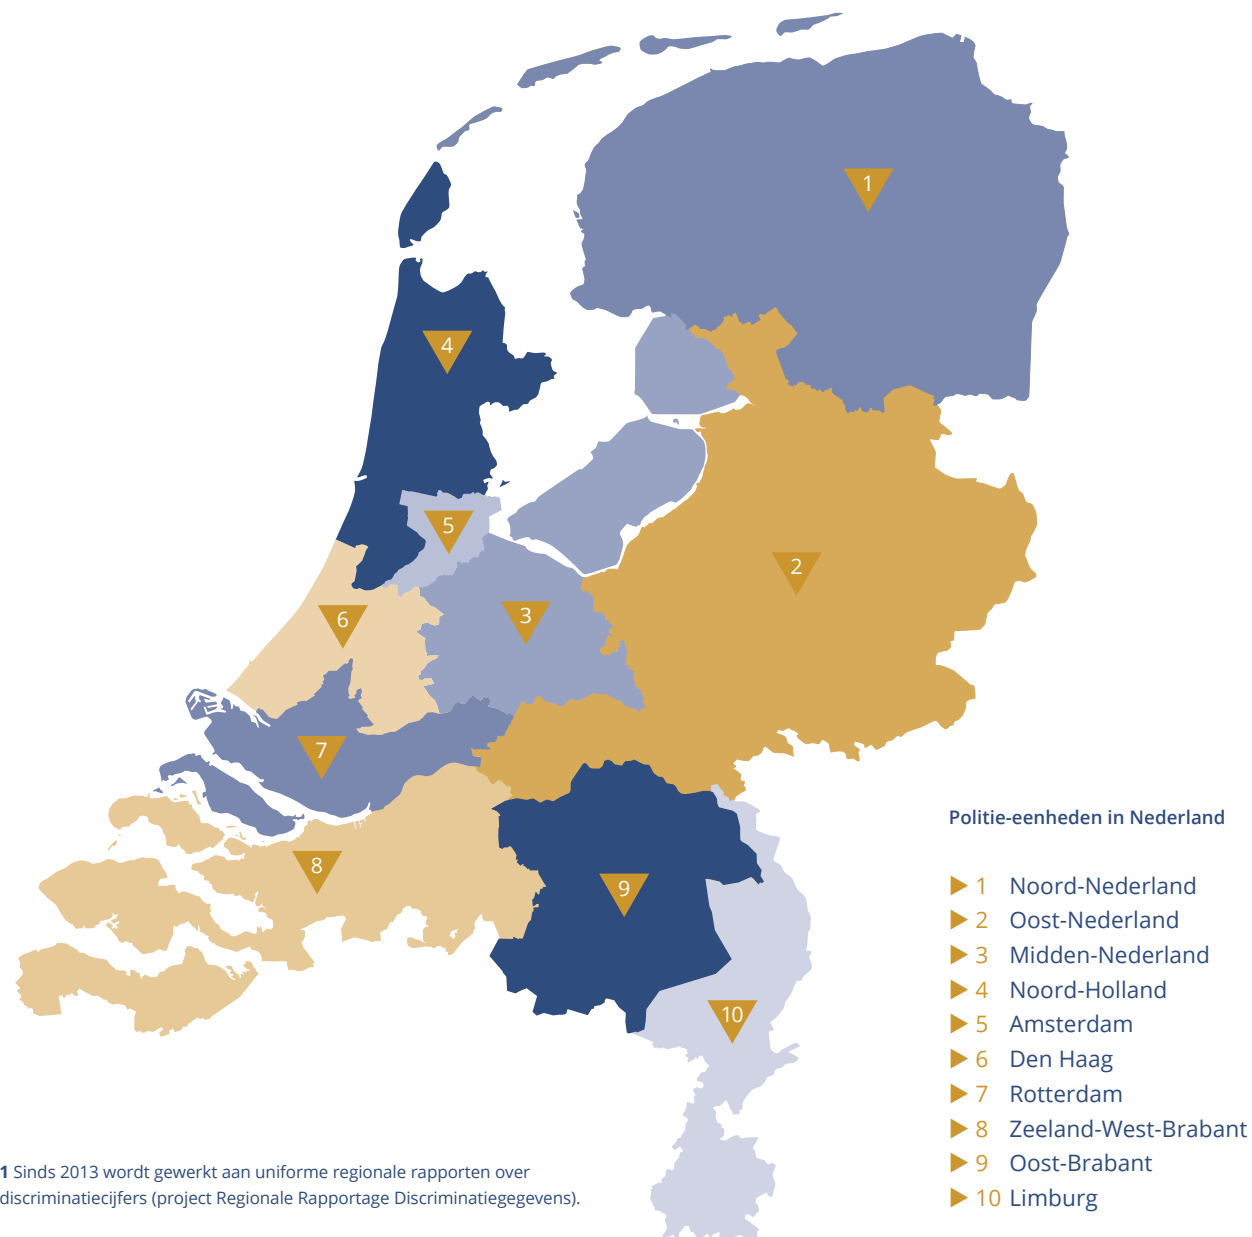 1
4
2
5
3
6
7
8
9
10
Politie-eenheden in Nederland
1 Noord-Nederland
2 Oost-Nederland
3 Midden-Nederland
4 Noord-Holland
5 Amsterdam
6 Den Haag
7 Rotterdam
8 Zeeland-West-Brabant
9 Oost-Brabant
10 Limburg
1 Sinds 2013 wordt gewerkt aan uniforme regionale rapporten over
discriminatiecijfers (project Regionale Rapportage Discriminatiegegevens).